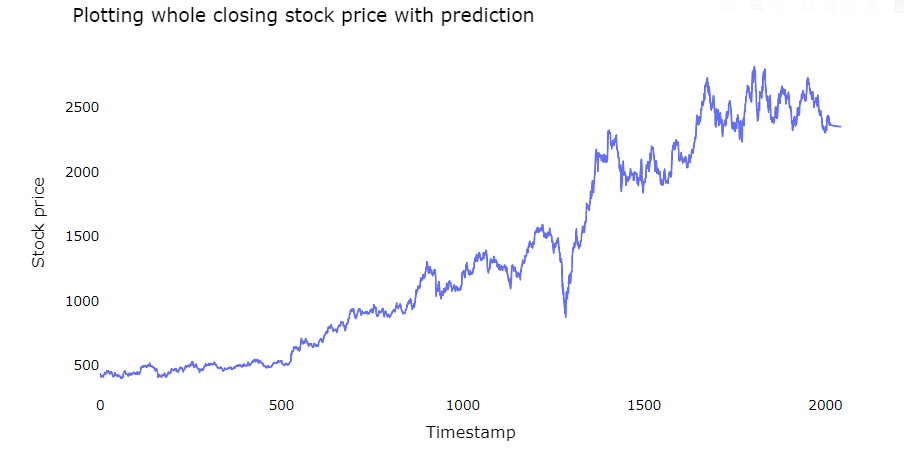 Plotting whole closing stock price with prediction
2500
2000
1500
1000
500
Stock price
0 500 1000 1500 2000
Timestamp